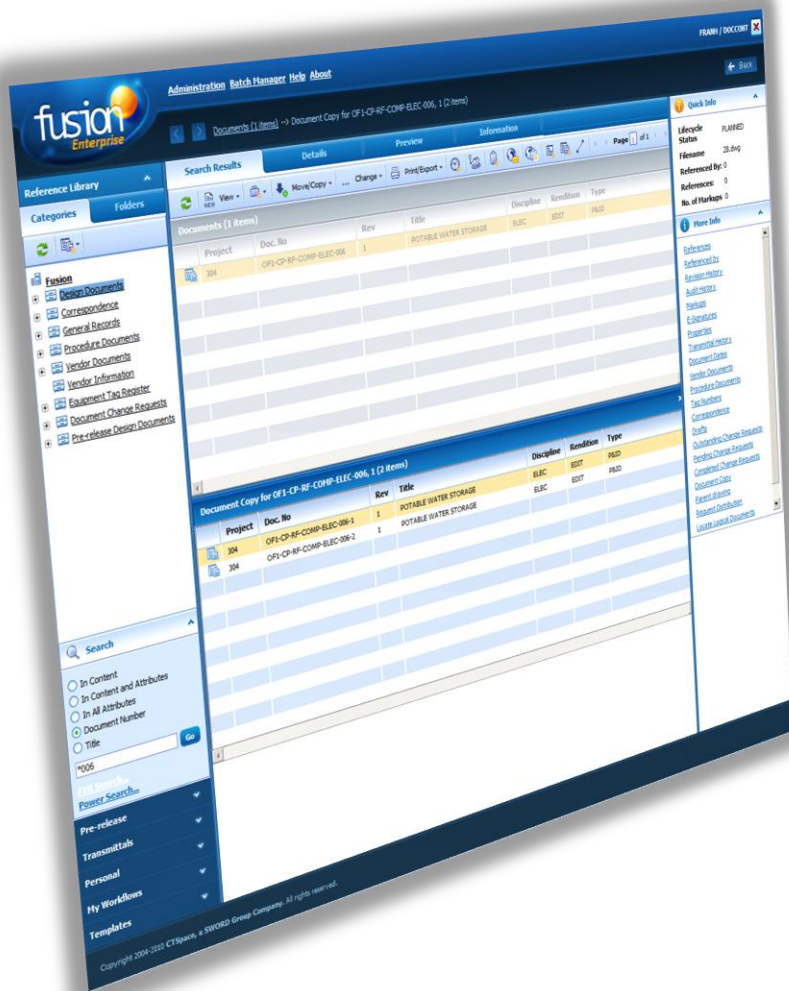 fusion
Enterprise
Administration Batch Manager Help About
FRANH / DOCCONT
Back
Documents (1 items) --> Document Copy for OF1-CP-RF-COMP-ELEC-006, 1 (2 items)
Reference Library
Categories Folders
Fusion
Design Documents
Correspondence
General Records
Procedure Documents
Vendor Documents
Vendor Information
Equipment Tag Register
Document Change Requests
Pre-release Design Documents
Search
In Content
In Content and Attributes
In All Attributes
Document Number
Title
*006
Go
Power Search...
Pre-release
Transmittals
Personal
My Workflows
Templates
Search Results Details Preview Information
NEW View Move/Copy ... Change Print/Export Page 1 of 1
Documents (1 items)
Project Doc. No Rev Title Discipline Rendition Type
304 OF1-CP-RF-COMP-ELEC-006 1 POTABLE WATER STORAGE ELEC EDIT P&ID
Document Copy for OF1-CP-RF-COMP-ELEC-006, 1 (2 items)
Project Doc. No Rev Title Discipline Rendition Type
304 OF1-CP-RF-COMP-ELEC-006-1 1 POTABLE WATER STORAGE ELEC EDIT P&ID
304 OF1-CP-RF-COMP-ELEC-006-2 1 POTABLE WATER STORAGE ELEC EDIT P&ID
Quick Info
Lifecycle Status PLANNED
Filename 28.dwg
Referenced By: 0
References: 0
No. of Markups 0
More Info
References
Referenced by
Revision History
Audit History
Markups
E-Signatures
Properties
Transmittal History
Document Dates
Vendor Documents
Procedure Documents
Tag Numbers
Correspondence
Drafts
Outstanding Change Requests
Pending Change Requests
Completed Change Requests
Document Copy
Parent drawing
Request Distribution
Locate Logical Documents
Copyright 2004-2010 CTSpace, a SWORD Group Company. All rights reserved.